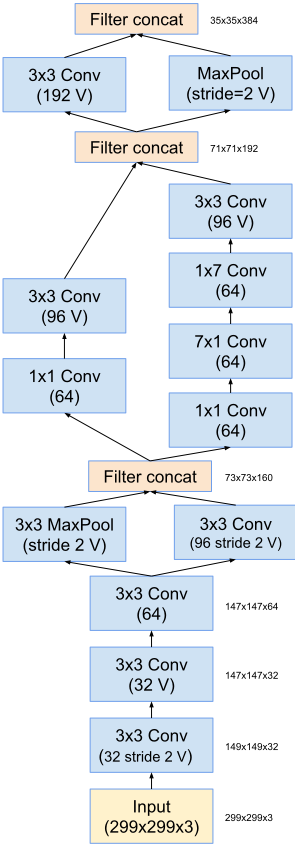 Filter concat
35x35x384
3x3 Conv
(192 V)
MaxPool
(stride=2 V)
Filter concat
71x71x192
3x3 Conv
(96 V)
1x7 Conv
(64)
3x3 Conv
(96 V)
7x1 Conv
(64)
1x1 Conv
(64)
1x1 Conv
(64)
Filter concat
73x73x160
3x3 MaxPool
(stride 2 V)
3x3 Conv
(96 stride 2 V)
3x3 Conv
(64)
147x147x64
3x3 Conv
(32 V)
147x147x32
3x3 Conv
(32 stride 2 V)
149x149x32
Input
(299x299x3)
299x299x3